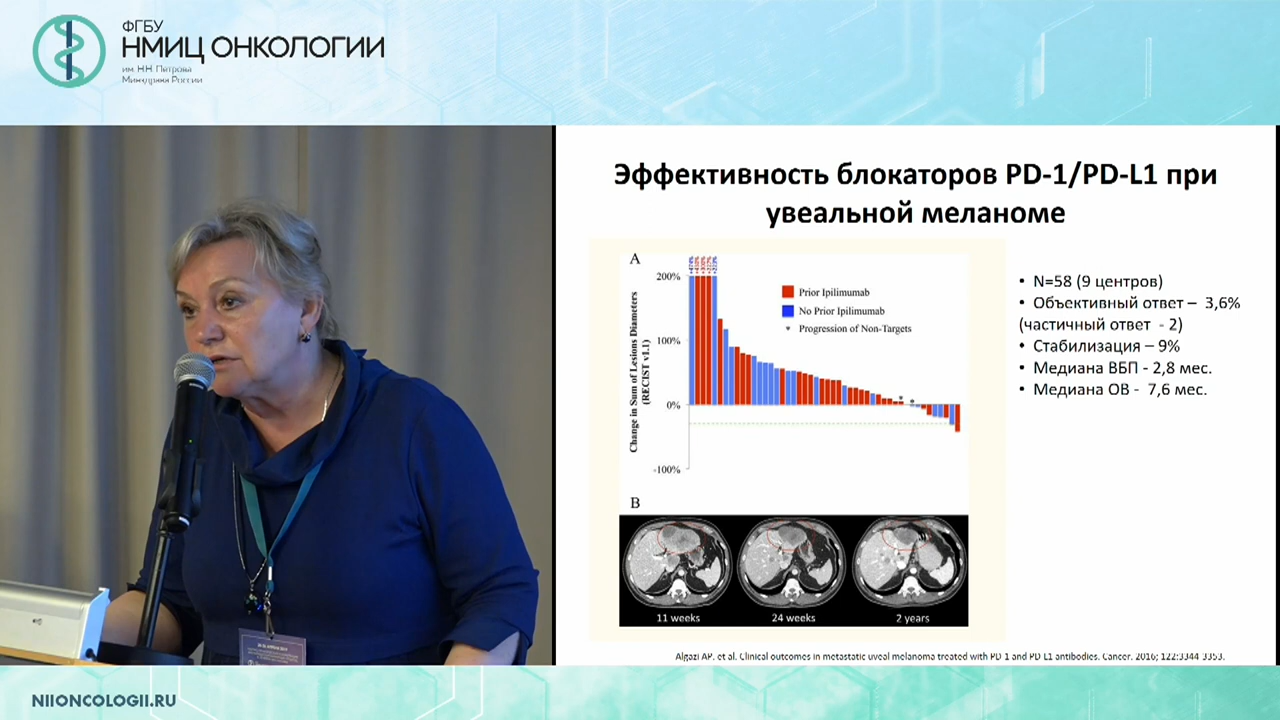 ФГБУ
НМИЦ ОНКОЛОГИИ
им. Н.Н. Петрова
Минздрава России
Эффективность блокаторов PD-1/PD-L1 при
увеальной меланоме
A
200%
100%
0%
-100%
Change in Sum of Lesions Diameters
(RECIST v1.1)
Prior Ipilimumab
No Prior Ipilimumab
* Progression of Non-Targets
B
11 weeks
24 weeks
2 years
• N=58 (9 центров)
• Объективный ответ – 3,6%
(частичный ответ - 2)
• Стабилизация – 9%
• Медиана ВБП - 2,8 мес.
• Медиана ОВ - 7,6 мес.
Algazi AP. et al. Clinical outcomes in metastatic uveal melanoma treated with PD-1 and PD-L1 antibodies. Cancer. 2016; 122:3344-3353.
NIIONCOLOGII.RU